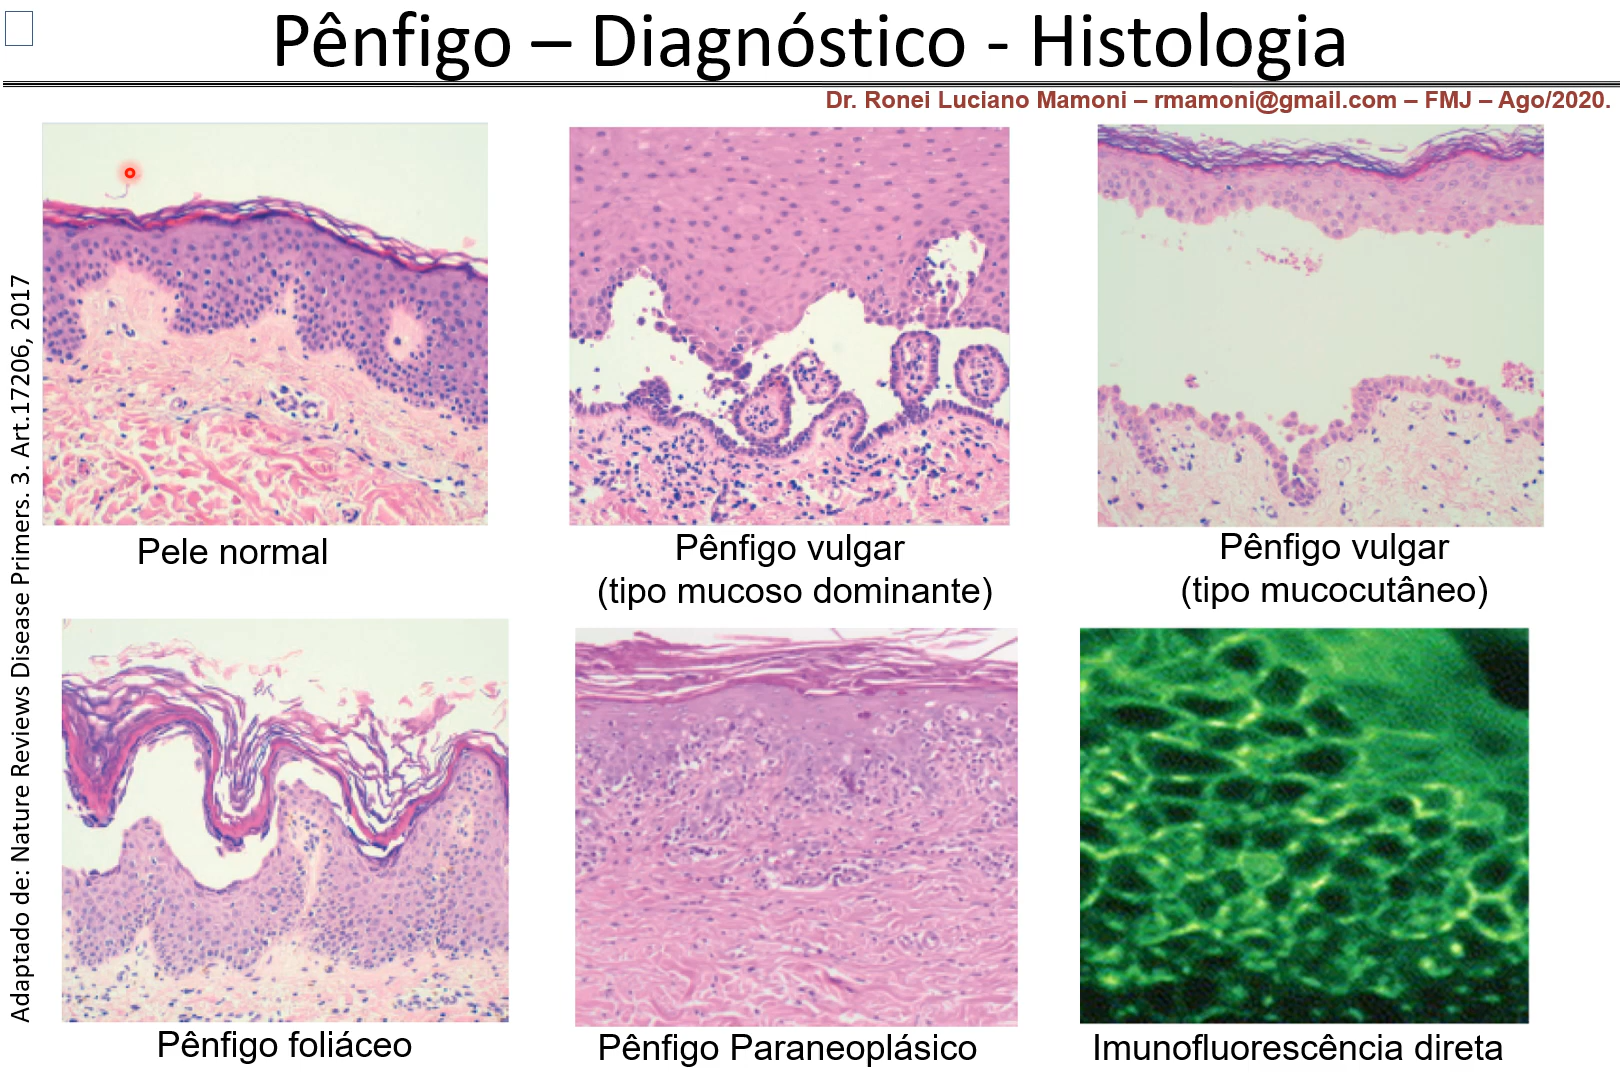 Pênfigo – Diagnóstico - Histologia
Dr. Ronei Luciano Mamoni – rmamoni@gmail.com – FMJ – Ago/2020.
Adaptado de: Nature Reviews Disease Primers. 3. Art.17206, 2017
Pele normal
Pênfigo vulgar
(tipo mucoso dominante)
Pênfigo vulgar
(tipo mucocutâneo)
Pênfigo foliáceo
Pênfigo Paraneoplásico
Imunofluorescência direta